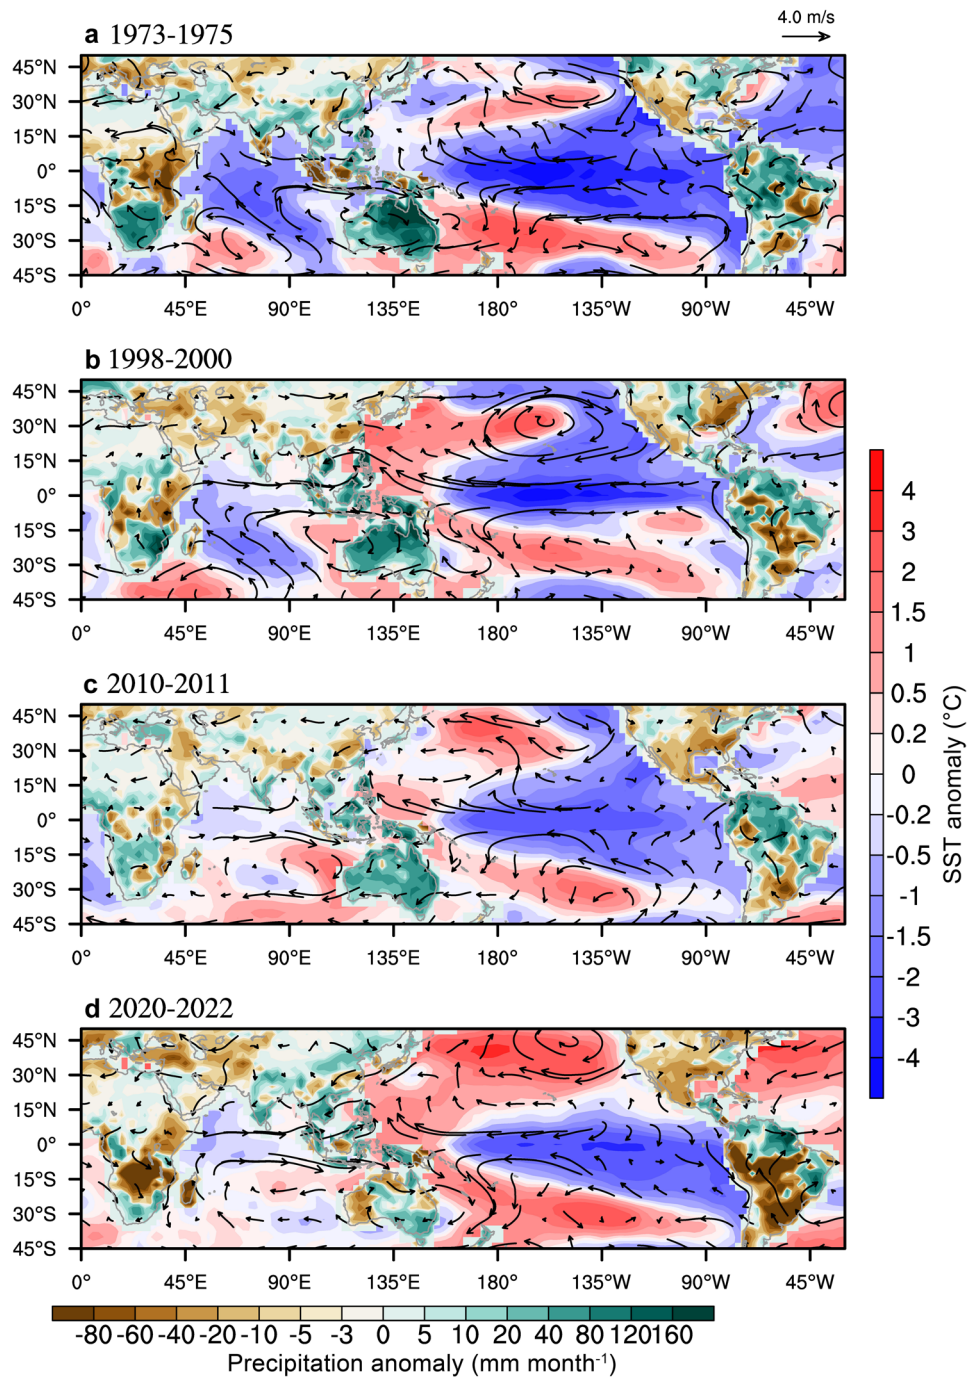 4.0 m/s
a 1973-1975
45°N
30°N
15°N
0°
15°S
30°S
45°S
0° 45°E 90°E 135°E 180° 135°W 90°W 45°W
b 1998-2000
45°N
30°N
15°N
0°
15°S
30°S
45°S
0° 45°E 90°E 135°E 180° 135°W 90°W 45°W
c 2010-2011
45°N
30°N
15°N
0°
15°S
30°S
45°S
0° 45°E 90°E 135°E 180° 135°W 90°W 45°W
d 2020-2022
45°N
30°N
15°N
0°
15°S
30°S
45°S
0° 45°E 90°E 135°E 180° 135°W 90°W 45°W
4
3
2
1.5
1
0.5
0.2
0
-0.2
-0.5
-1
-1.5
-2
-3
-4
SST anomaly (°C)
-80 -60 -40 -20 -10 -5 -3 0 5 10 20 40 80 120 160
Precipitation anomaly (mm month⁻¹)